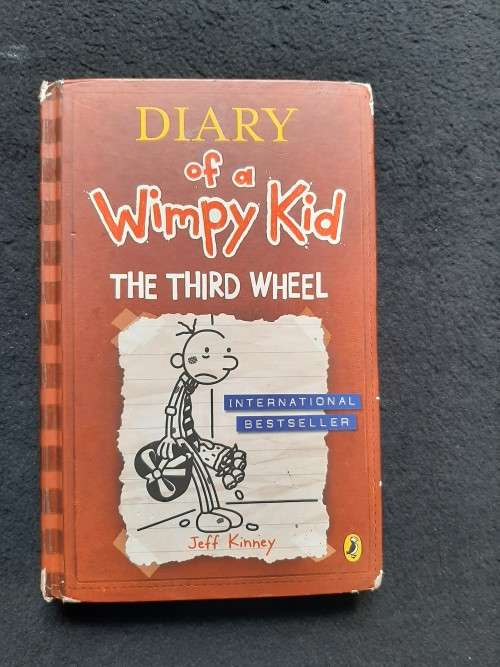 DIARY
of a
Wimpy Kid
THE THIRD WHEEL
INTERNATIONAL
BESTSELLER
Jeff Kinney